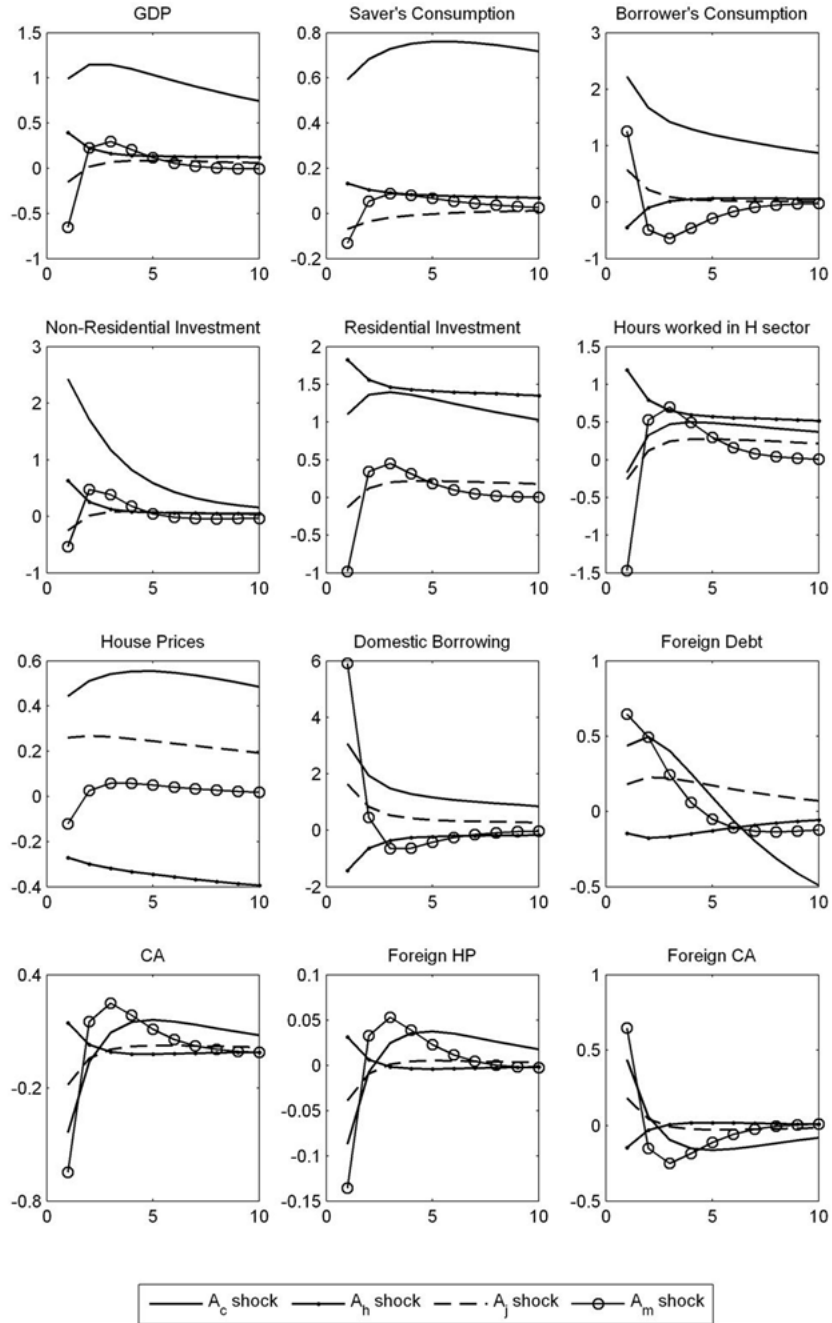 GDP
Saver's Consumption
Borrower's Consumption
1.5
1
0.5
0
-0.5
-1
0 5 10
0.8
0.6
0.4
0.2
0
-0.2
0 5 10
3
2
1
0
-1
0 5 10
Non-Residential Investment
Residential Investment
Hours worked in H sector
3
2
1
0
-1
0 5 10
2
1.5
1
0.5
0
-0.5
-1
0 5 10
1.5
1
0.5
0
-0.5
-1
-1.5
0 5 10
House Prices
Domestic Borrowing
Foreign Debt
0.6
0.4
0.2
0
-0.2
-0.4
0 5 10
6
4
2
0
-2
0 5 10
1
0.5
0
-0.5
0 5 10
CA
Foreign HP
Foreign CA
0.4
-0.2
-0.8
0 5 10
0.1
0.05
0
-0.05
-0.1
-0.15
0 5 10
1
0.5
0
-0.5
0 5 10
A_c shock A_h shock A_j shock A_m shock